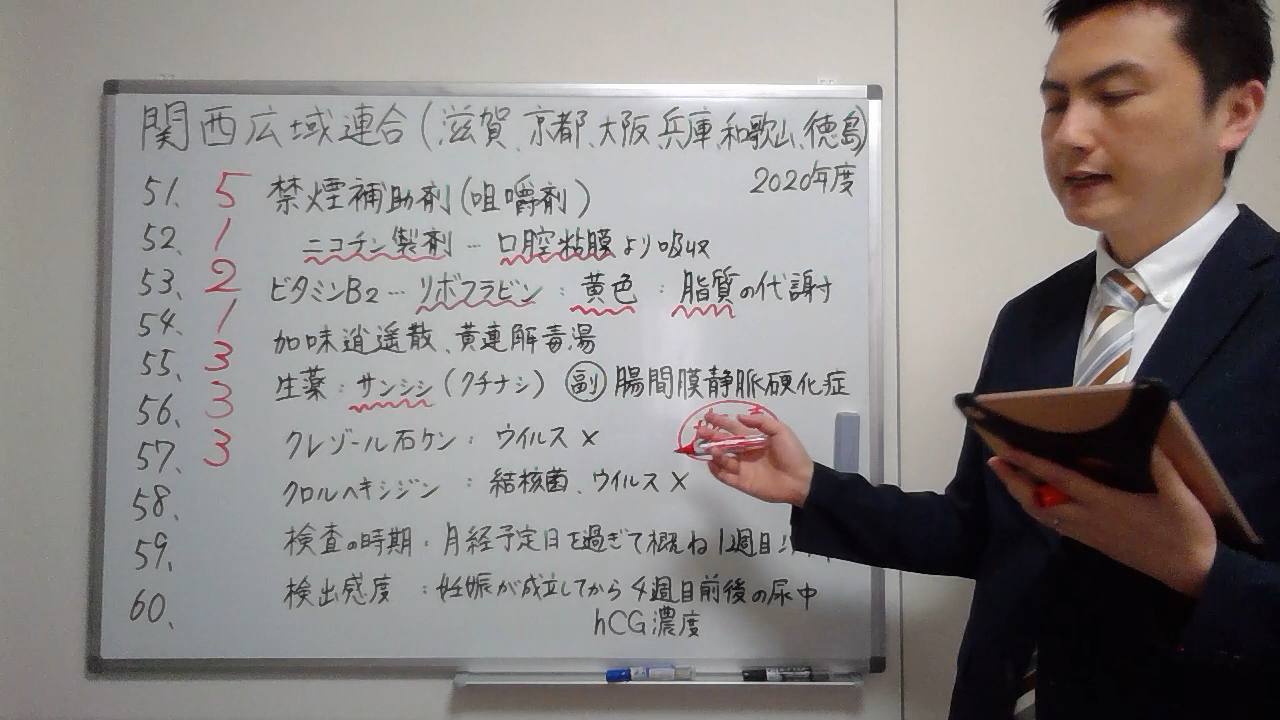 関西広域連合(滋賀、京都、大阪、兵庫、和歌山、徳島)
2020年度
51. 5 禁煙補助剤(咀嚼剤)
52. 1 ニコチン製剤…口腔粘膜より吸収
53. 2 ビタミンB2…リボフラビン:黄色:脂質の代謝
54. 1 加味逍遥散、黄連解毒湯
55. 3 生薬:サンシシ(クチナシ) 副 腸間膜静脈硬化症
56. 3 クレゾール石ケン:ウイルス×
57. 3
58. クロルヘキシジン:結核菌、ウイルス×
59. 検査の時期:月経予定日を過ぎて概ね1週目
60. 検出感度:妊娠が成立してから4週目前後の尿中
hCG濃度